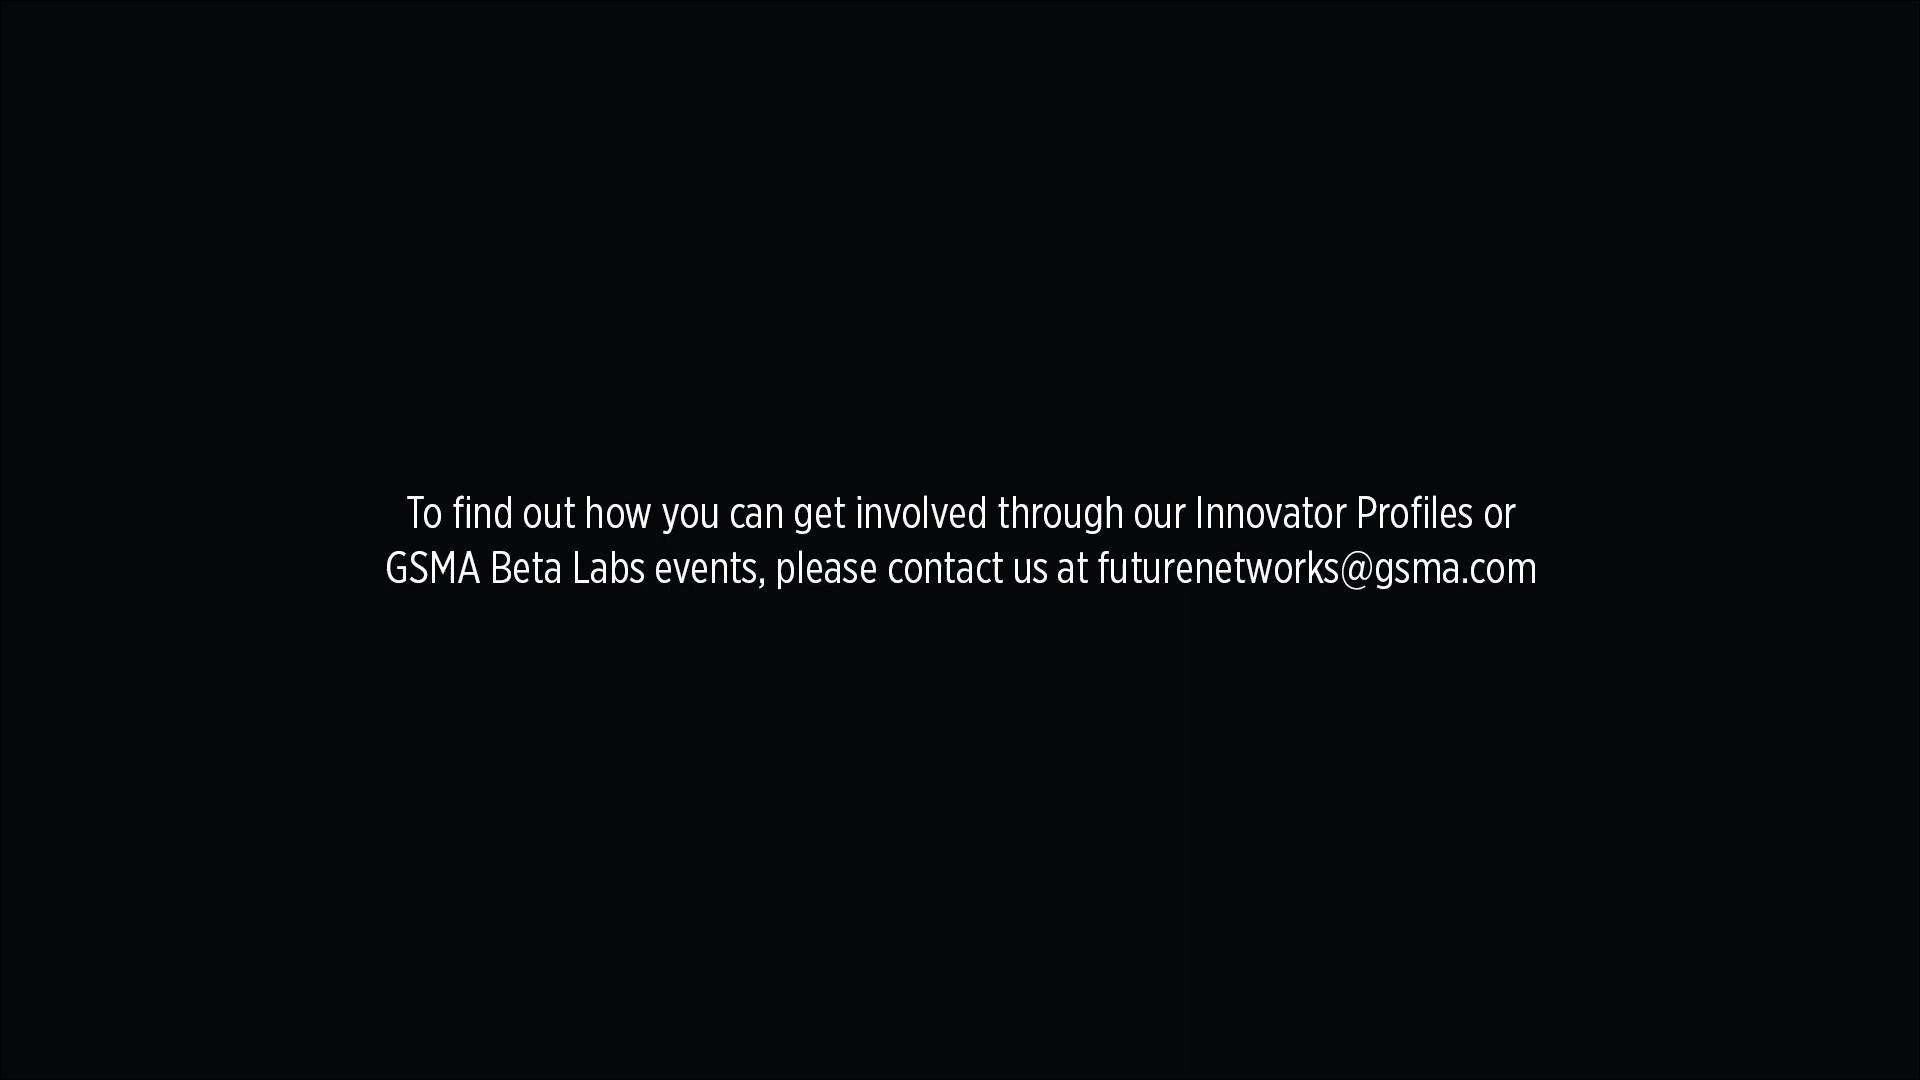 To find out how you can get involved through our Innovator Profiles or
GSMA Beta Labs events, please contact us at futurenetworks@gsma.com